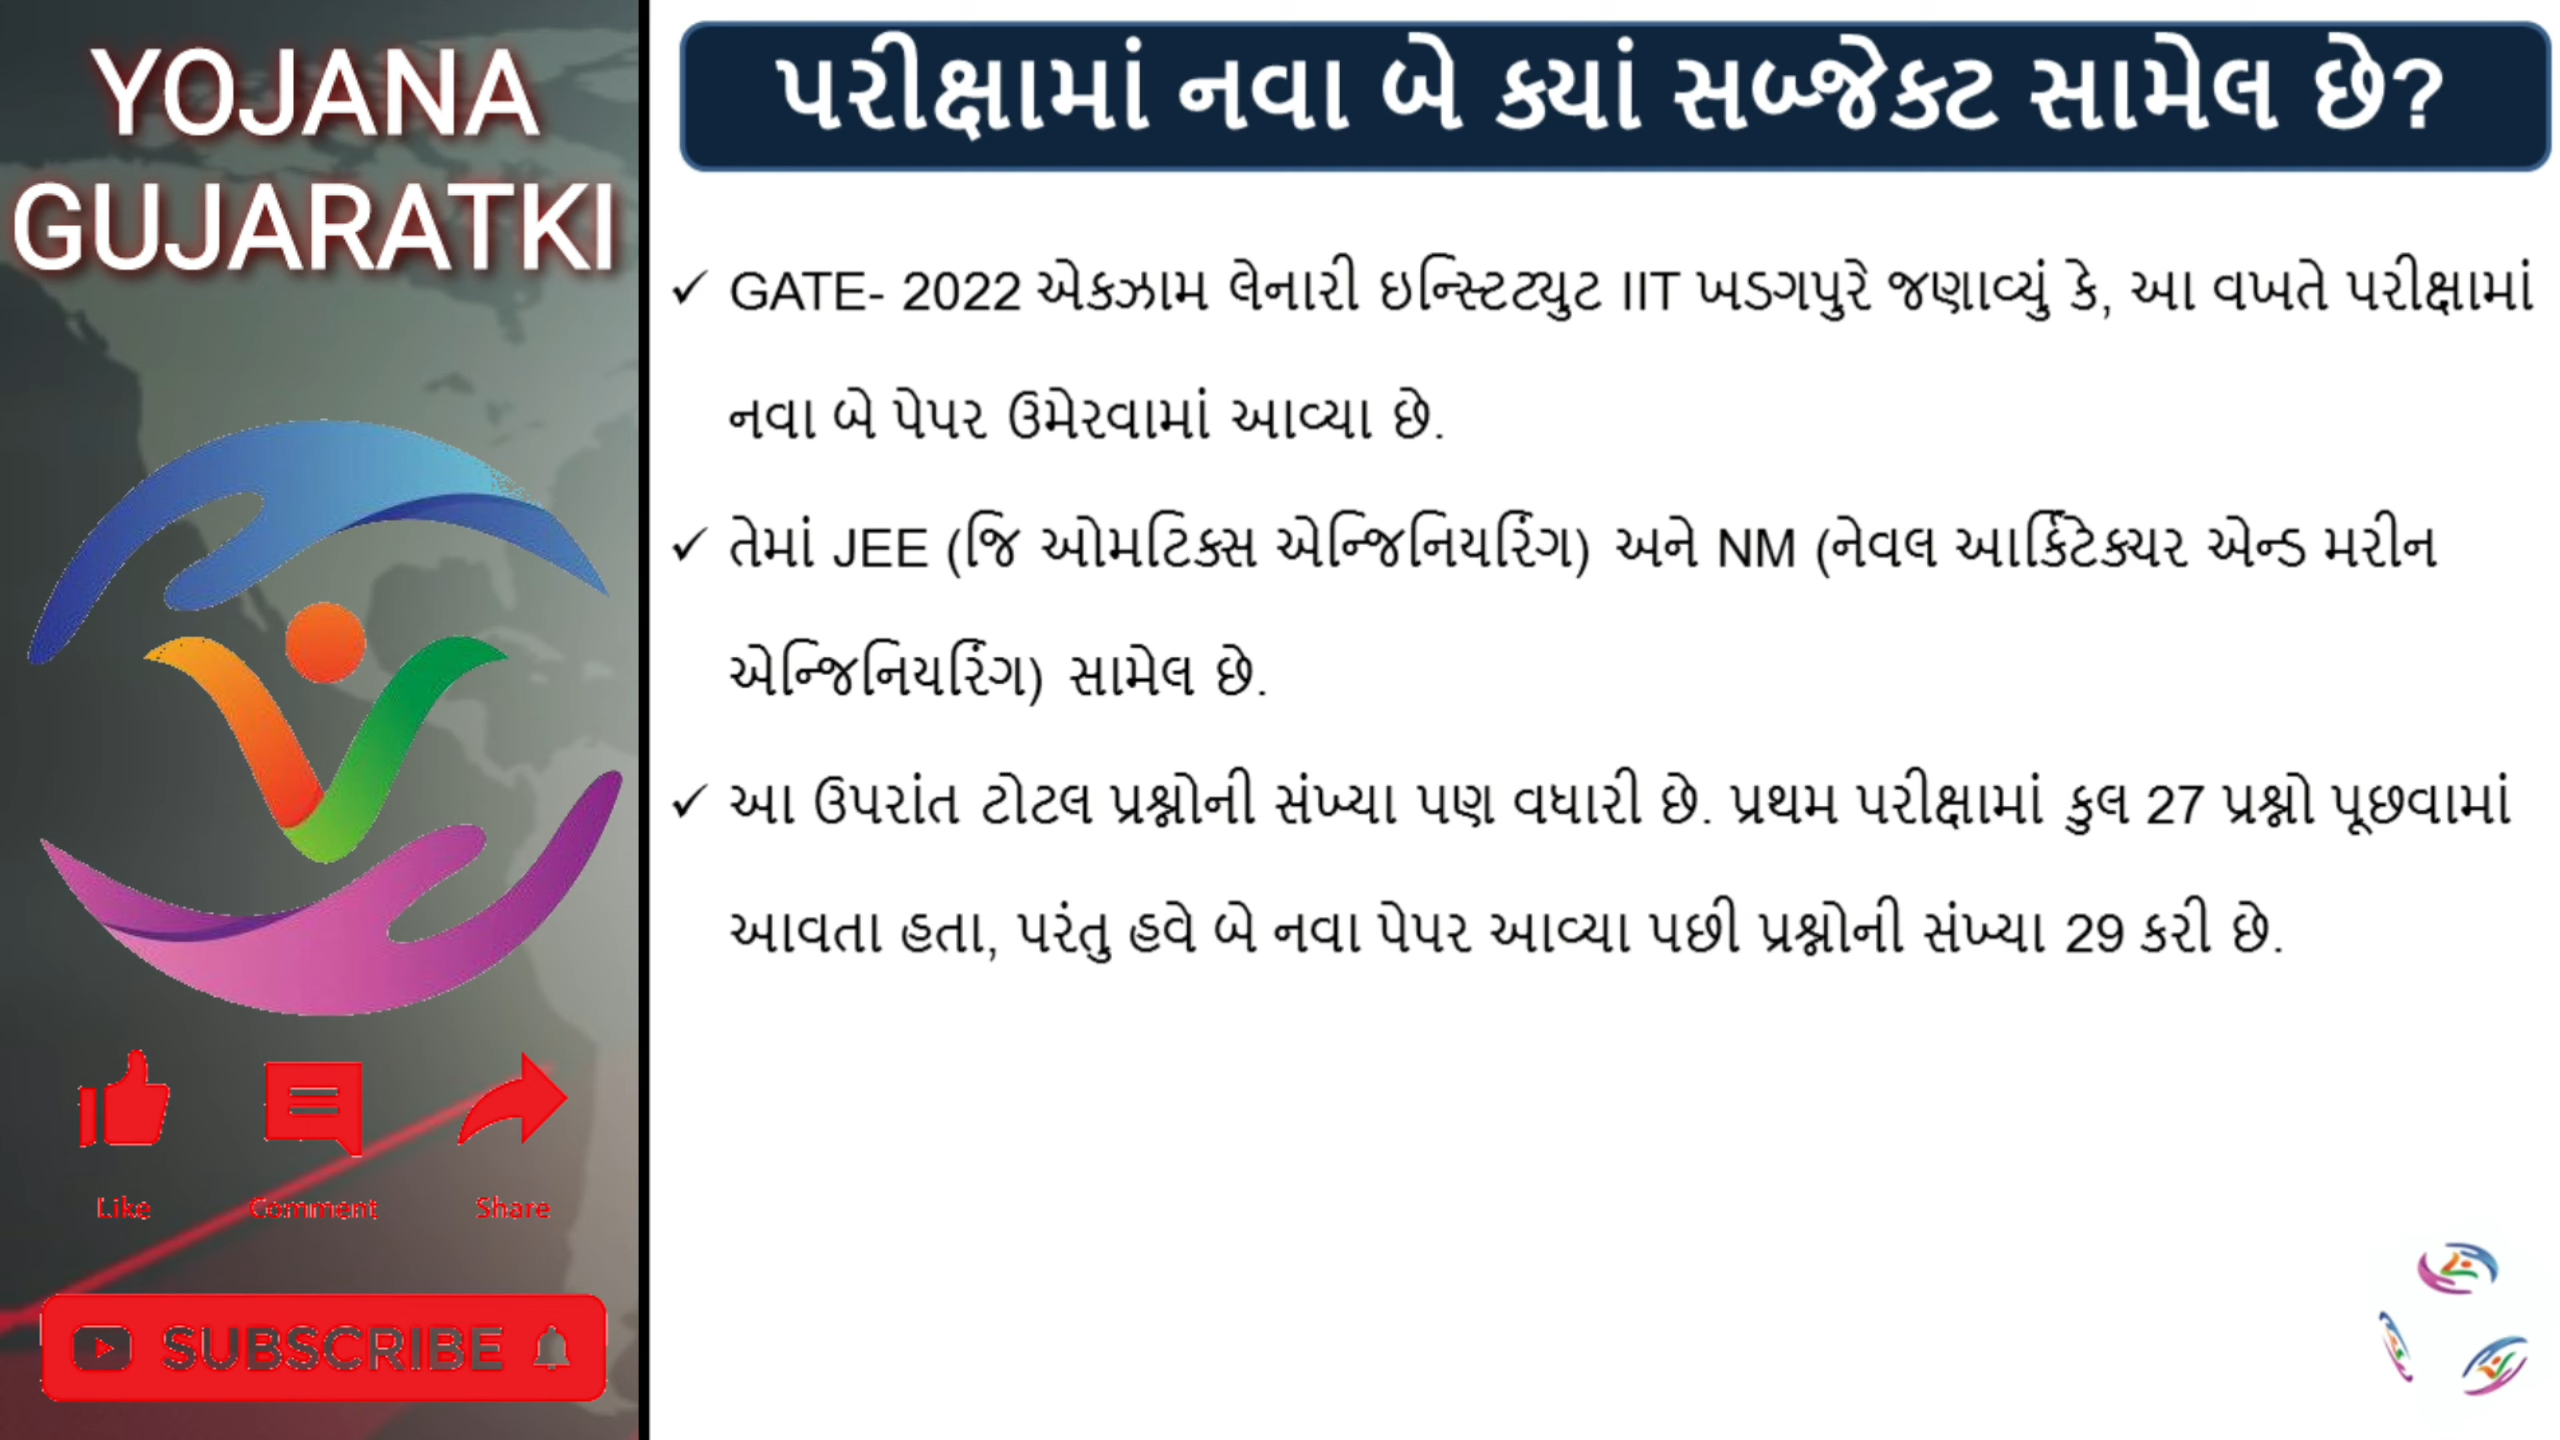 YOJANA
GUJARATKI
Like
Comment
Share
SUBSCRIBE
પરીક્ષામાં નવા બે ક્યાં સબ્જેક્ટ સામેલ છે?
✓ GATE- 2022 એકઝામ લેનારી ઇન્સ્ટિટ્યુટ IIT ખડગપુરે જણાવ્યું કે, આ વખતે પરીક્ષામાં
નવા બે પેપર ઉમેરવામાં આવ્યા છે.
✓ તેમાં JEE (જિ ઓમટિક્સ એન્જિનિયરિંગ) અને NM (નેવલ આર્કિટેક્ચર એન્ડ મરીન
એન્જિનિયરિંગ) સામેલ છે.
✓ આ ઉપરાંત ટોટલ પ્રશ્નોની સંખ્યા પણ વધારી છે. પ્રથમ પરીક્ષામાં કુલ 27 પ્રશ્નો પૂછવામાં
આવતા હતા, પરંતુ હવે બે નવા પેપર આવ્યા પછી પ્રશ્નોની સંખ્યા 29 કરી છે.